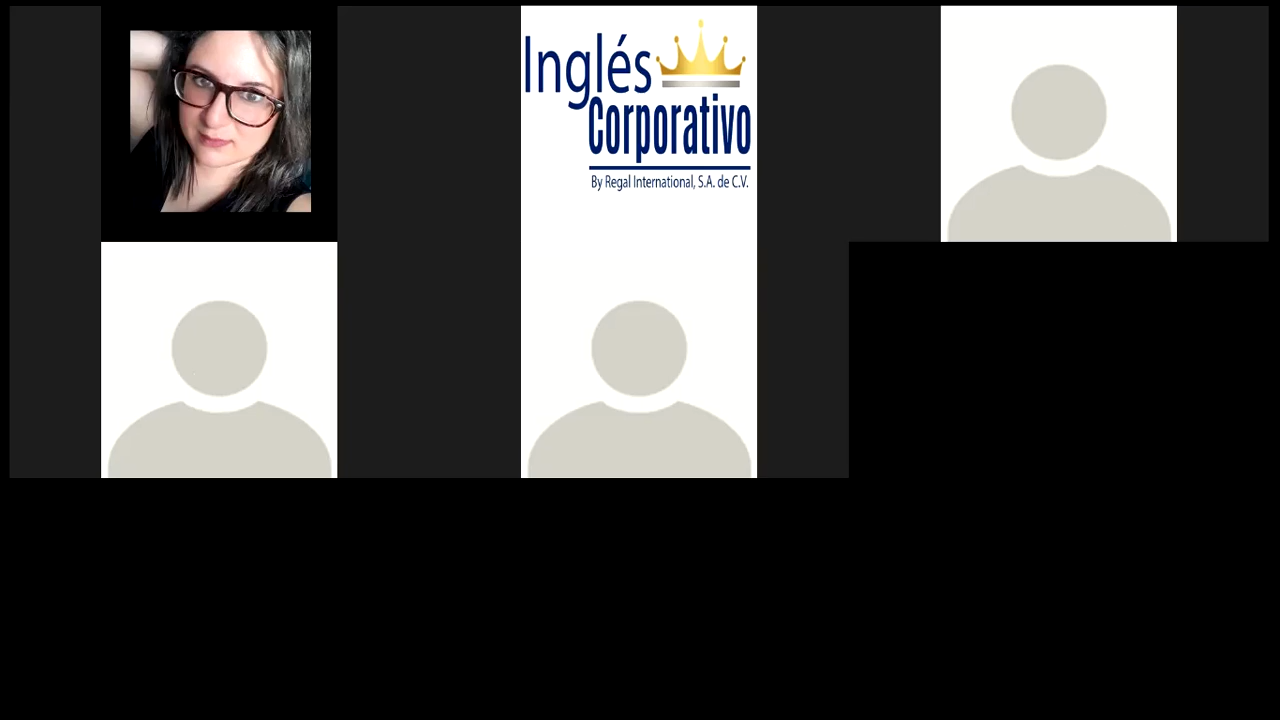 Inglés
Corporativo
By Regal International, S.A. de C.V.